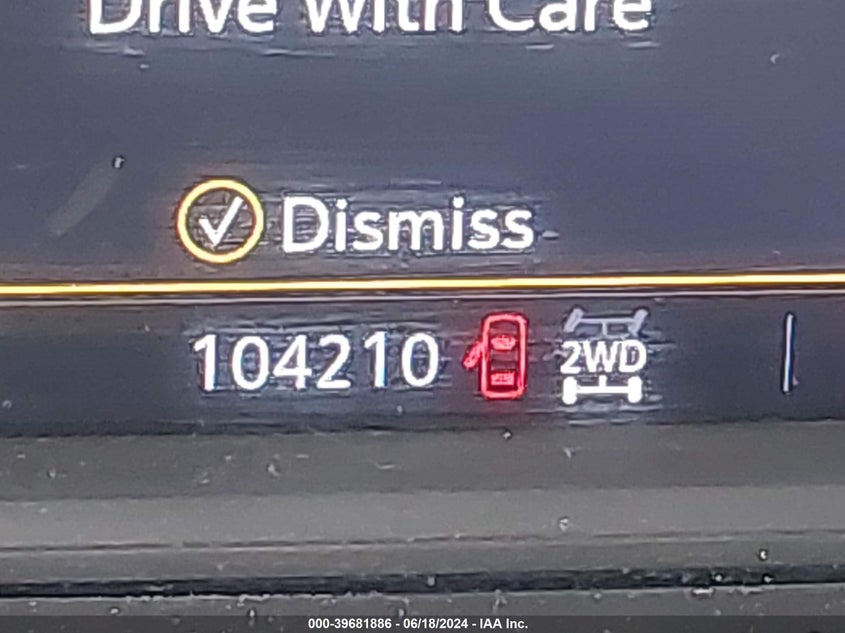 Drive With Care
Dismiss
104210
2WD
000-39681886 - 06/18/2024 - IAA Inc.